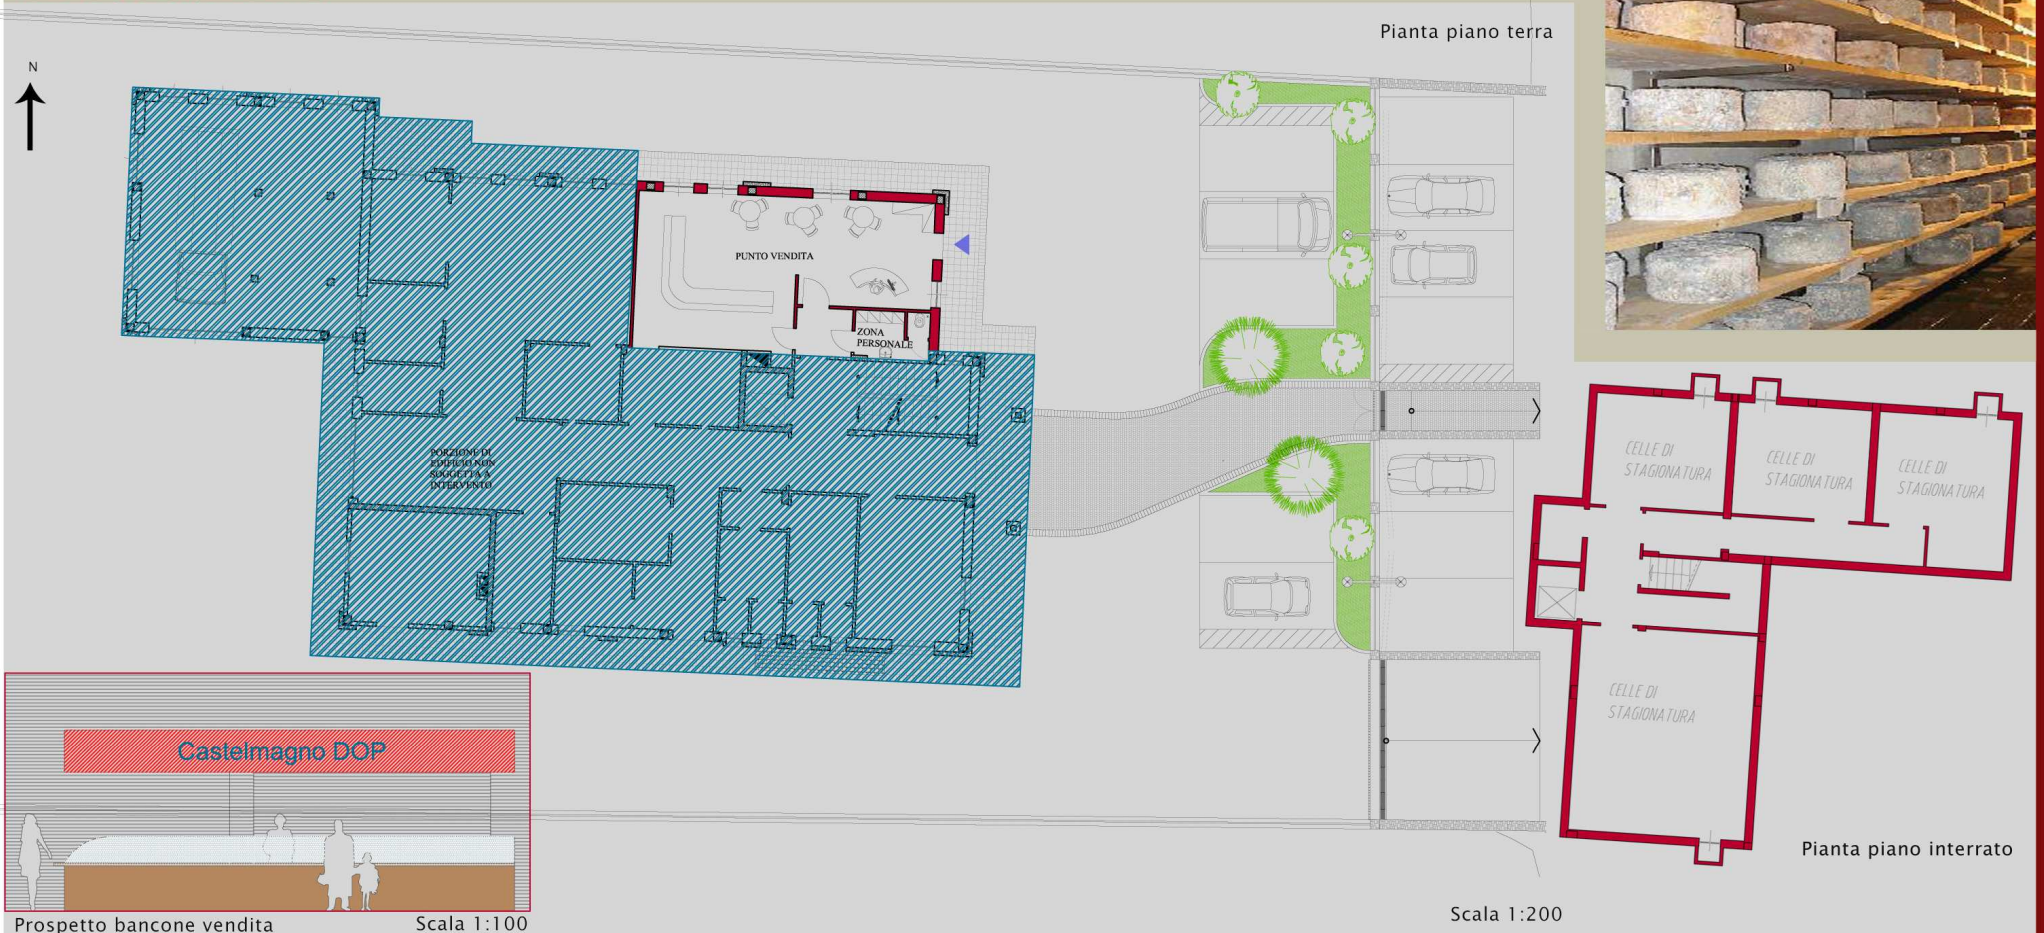 Pianta piano terra
N
PUNTO VENDITA
ZONA
PERSONALE
PORZIONE DI
EDIFICIO NON
SOGGETTA A
INTERVENTO
CELLE DI
STAGIONATURA
CELLE DI
STAGIONATURA
CELLE DI
STAGIONATURA
CELLE DI
STAGIONATURA
Castelmagno DOP
Pianta piano interrato
Prospetto bancone vendita
Scala 1:100
Scala 1:200